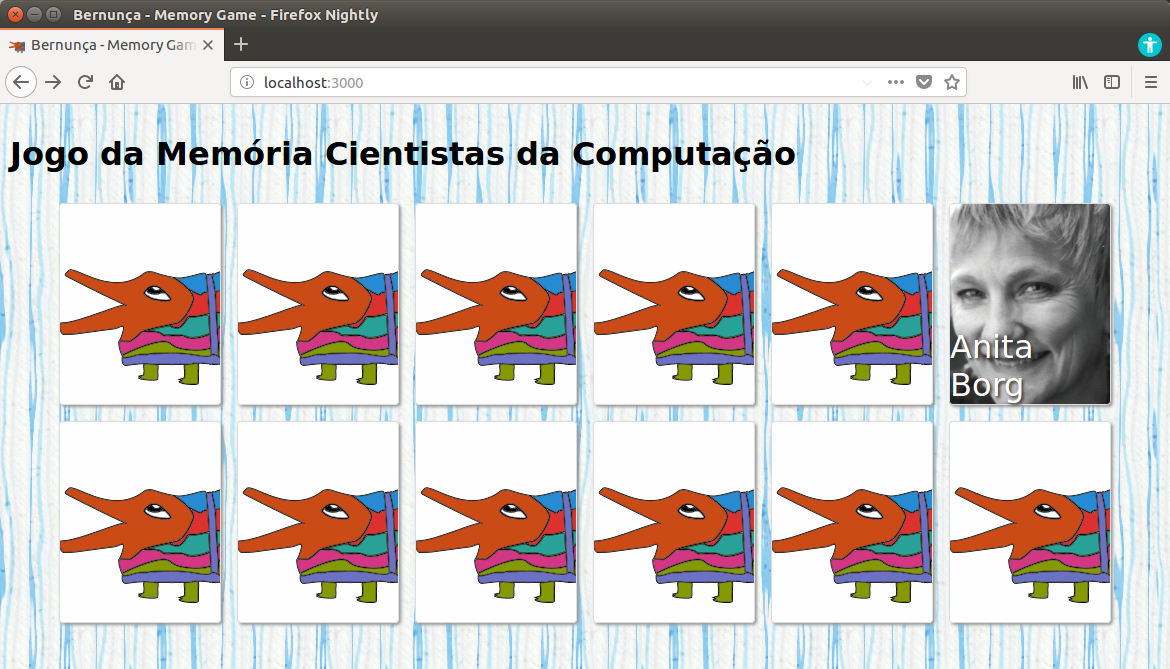 Bernunça - Memory Game - Firefox Nightly
Bernunça - Memory Gam
localhost:3000
Jogo da Memória Cientistas da Computação
Anita
Borg